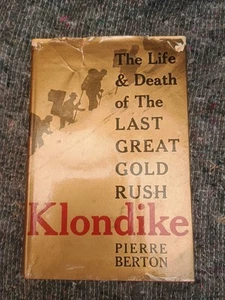 The Life
& Death
of The
LAST
GREAT
GOLD
RUSH
Klondike
PIERRE
BERTON